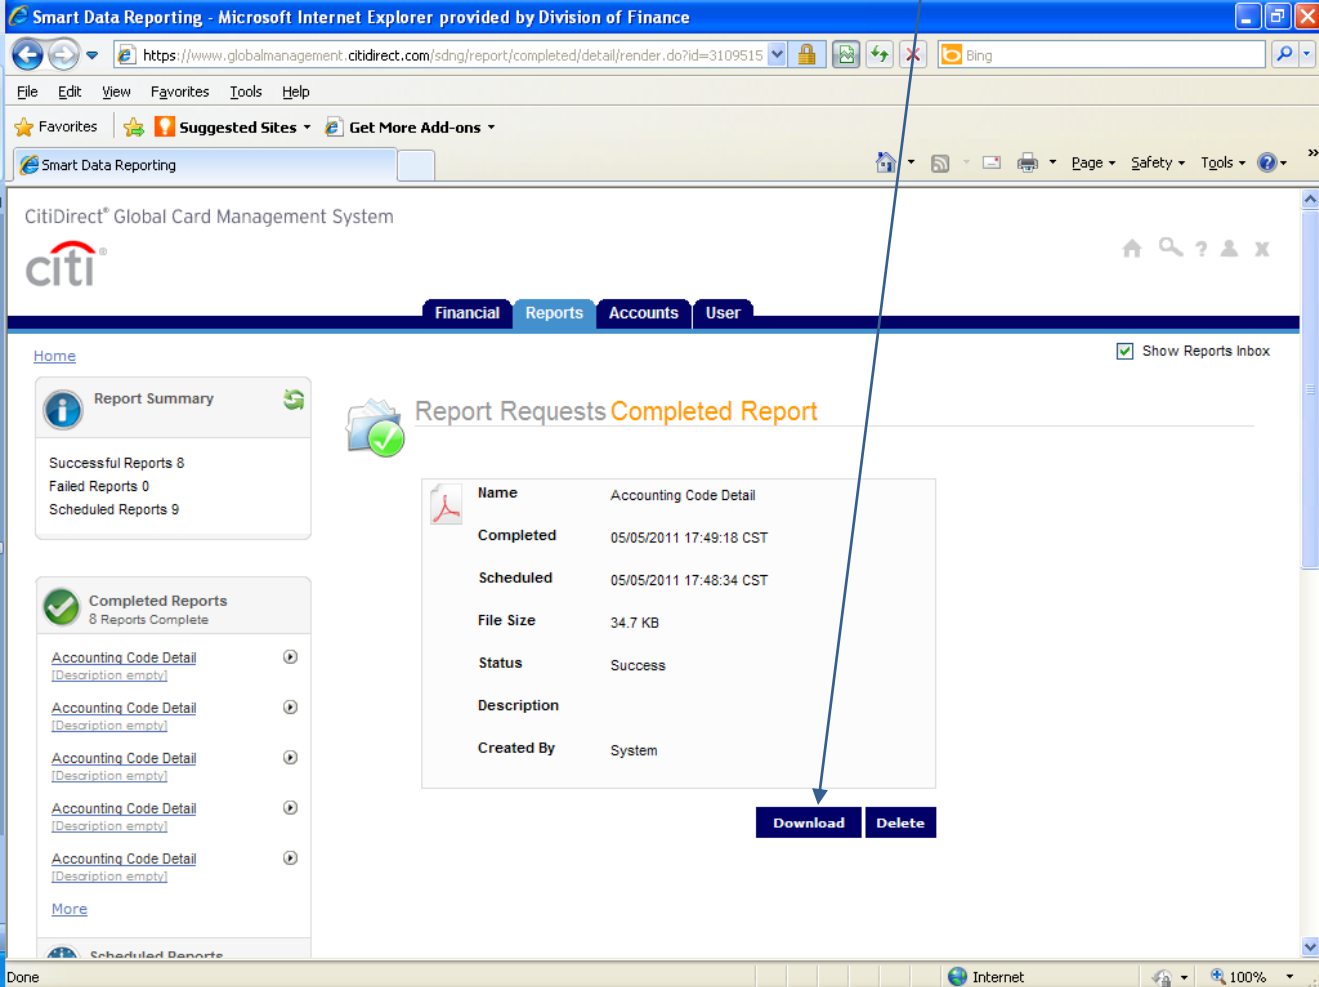 Smart Data Reporting - Microsoft Internet Explorer provided by Division of Finance
https://www.globalmanagement.citidirect.com/sdng/report/completed/detail/render.do?id=3109515
Bing
File Edit View Favorites Tools Help
Favorites Suggested Sites Get More Add-ons
Smart Data Reporting
Page Safety Tools
CitiDirect® Global Card Management System
citi®
Financial Reports Accounts User
Home
Show Reports Inbox
Report Summary
Successful Reports 8
Failed Reports 0
Scheduled Reports 9
Report Requests Completed Report
Name Accounting Code Detail
Completed 05/05/2011 17:49:18 CST
Scheduled 05/05/2011 17:48:34 CST
File Size 34.7 KB
Status Success
Description
Created By System
Download Delete
Completed Reports
8 Reports Complete
Accounting Code Detail
[Description empty]
Accounting Code Detail
[Description empty]
Accounting Code Detail
[Description empty]
Accounting Code Detail
[Description empty]
Accounting Code Detail
[Description empty]
More
Scheduled Reports
Done
Internet
100%